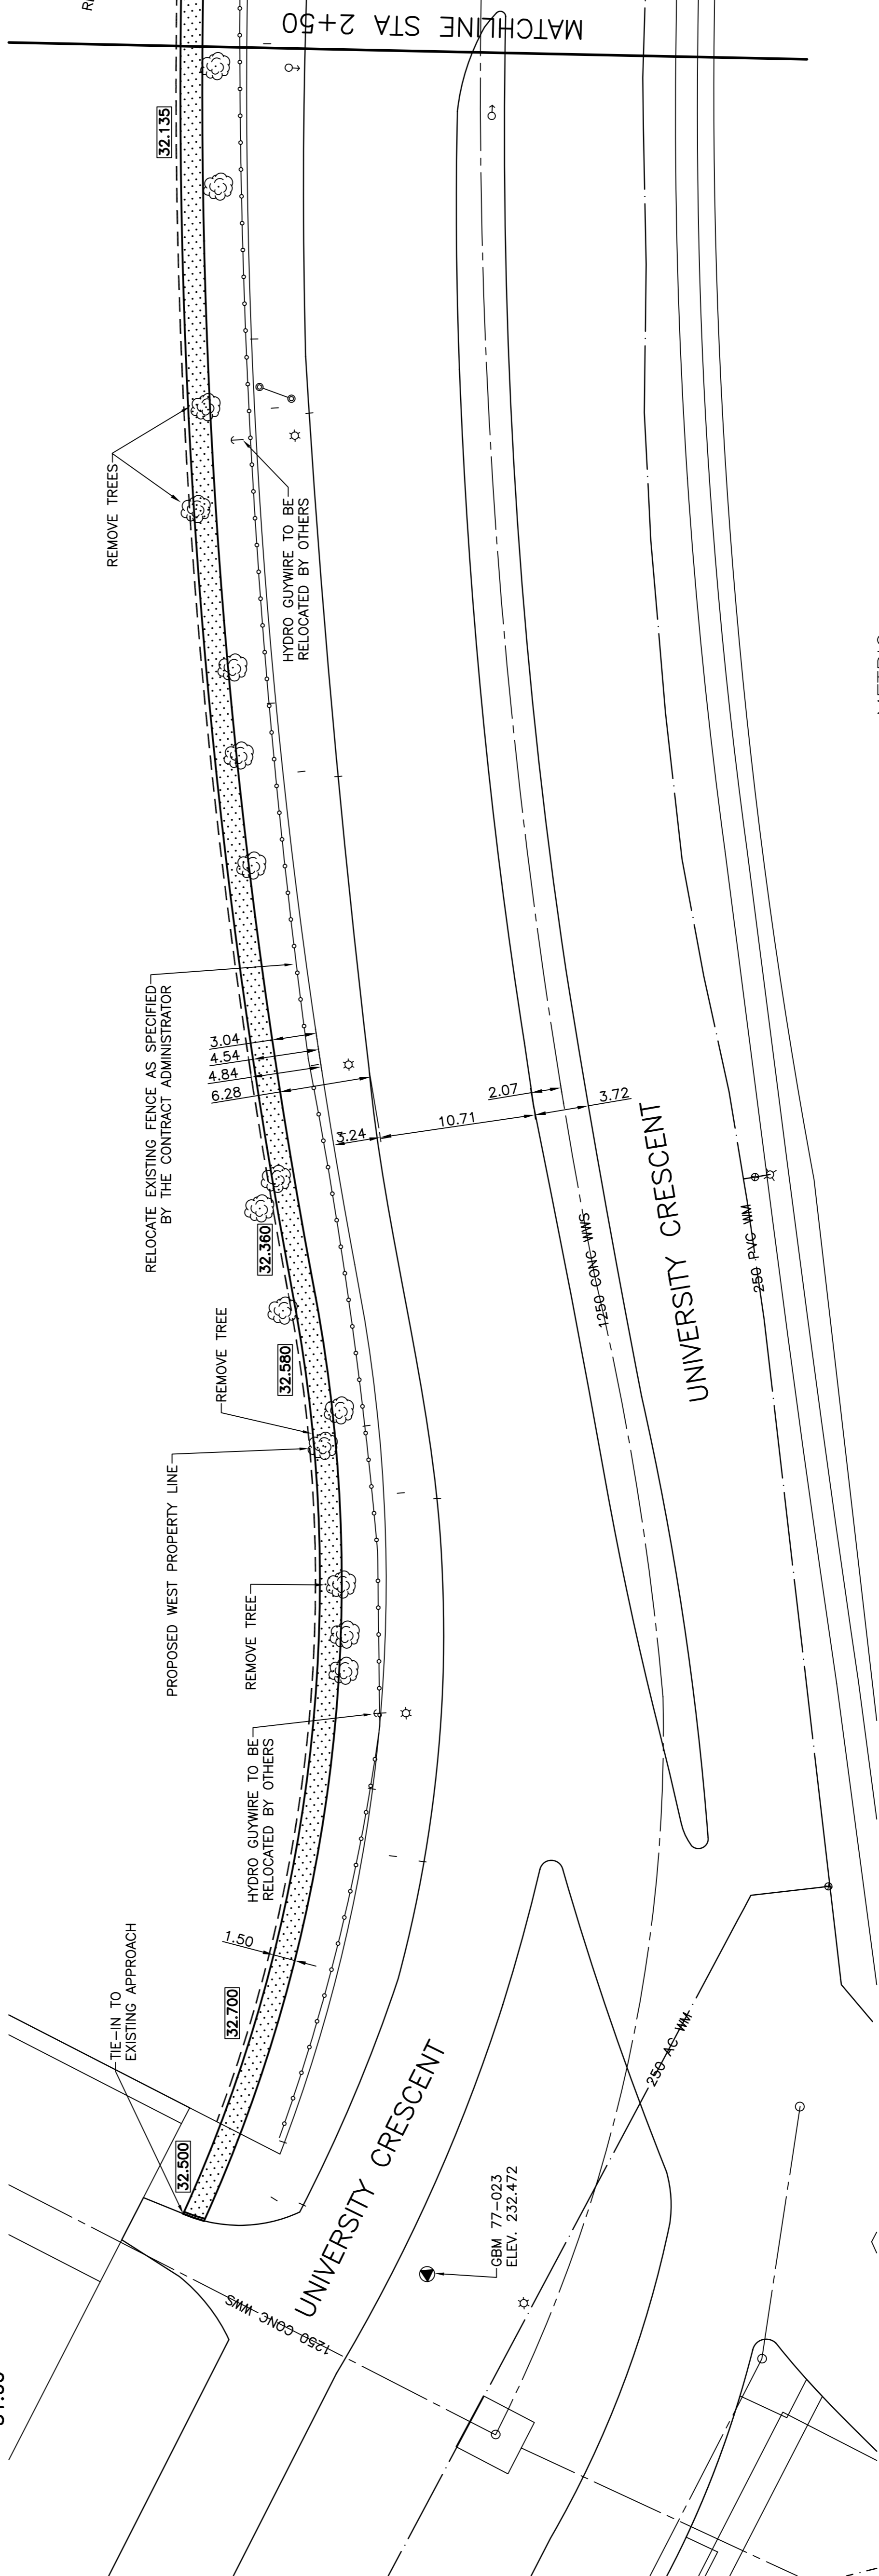 MATCHLINE STA 2+50
32.135
REMOVE TREES
HYDRO GUYWIRE TO BE
RELOCATED BY OTHERS
RELOCATE EXISTING FENCE AS SPECIFIED
BY THE CONTRACT ADMINISTRATOR
3.04
4.54
4.84
6.28
3.24
10.71
2.07
3.72
32.360
REMOVE TREE
32.580
PROPOSED WEST PROPERTY LINE
REMOVE TREE
1250 CONC WWS
UNIVERSITY CRESCENT
250 PVC WM
HYDRO GUYWIRE TO BE
RELOCATED BY OTHERS
1.50
TIE-IN TO
EXISTING APPROACH
32.700
32.500
UNIVERSITY CRESCENT
250 AC WM
GBM 77-023
ELEV. 232.472
1250 CONC WWS